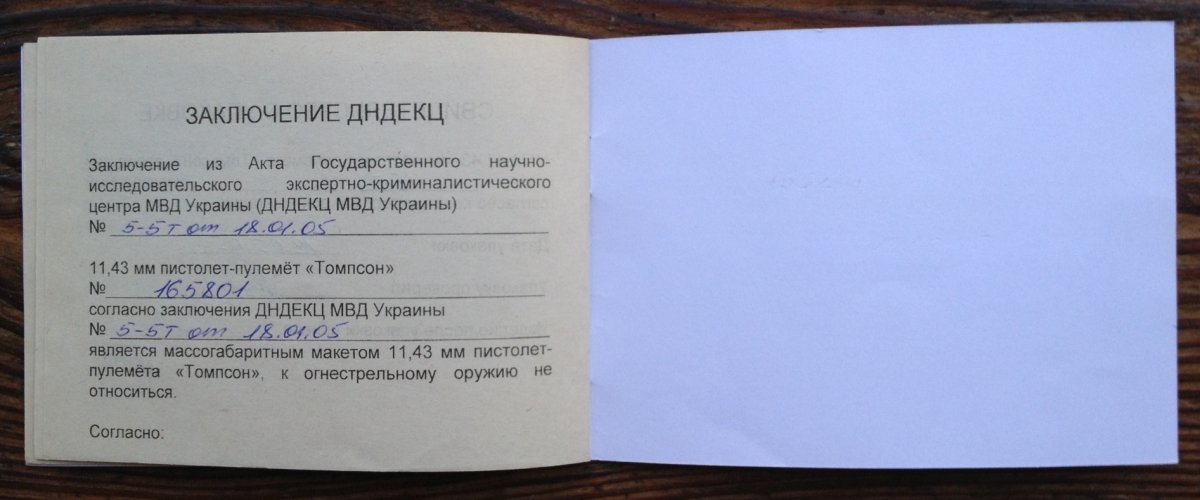 ЗАКЛЮЧЕНИЕ ДНДЕКЦ
Заключение из Акта Государственного научно-
исследовательского экспертно-криминалистического
центра МВД Украины (ДНДЕКЦ МВД Украины)
№ 5-5т от 18.01.05
11,43 мм пистолет-пулемёт «Томпсон»
№ 165801
согласно заключения ДНДЕКЦ МВД Украины
№ 5-5т от 18.01.05
является массогабаритным макетом 11,43 мм пистолет-
пулемёта «Томпсон», к огнестрельному оружию не
относиться.
Согласно: